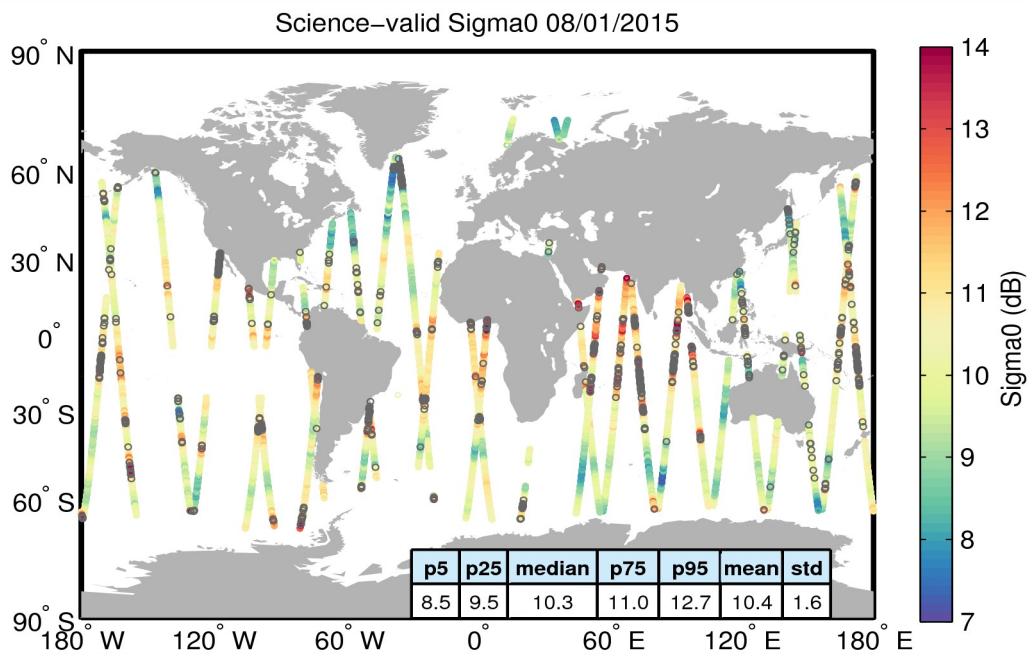 Science−valid Sigma0 08/01/2015
90° N
60° N
30° N
0°
30° S
60° S
90° S
180° W
120° W
60° W
0°
60° E
120° E
180° E
p5 p25 median p75 p95 mean std
8.5 9.5 10.3 11.0 12.7 10.4 1.6
14
13
12
11
10
9
8
7
Sigma0 (dB)